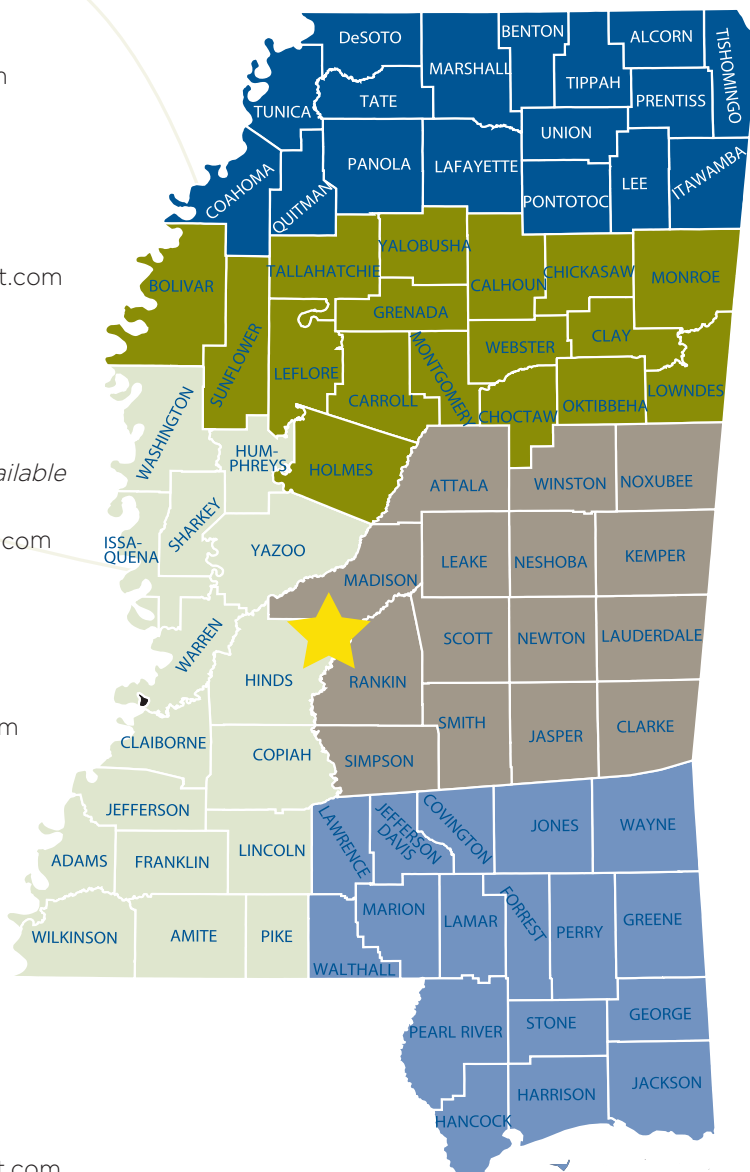 DeSOTO
BENTON
ALCORN
TISHOMINGO
MARSHALL
TIPPAH
TUNICA
TATE
PRENTISS
UNION
PANOLA
LAFAYETTE
COAHOMA
QUITMAN
PONTOTOC
LEE
ITAWAMBA
t.com
BOLIVAR
TALLAHATCHIE
YALOBUSHA
CALHOUN
CHICKASAW
MONROE
GRENADA
SUNFLOWER
LEFLORE
MONTGOMERY
WEBSTER
CLAY
WASHINGTON
CARROLL
CHOCTAW
OKTIBBEHA
LOWNDES
ailable
HUM-
PHREYS
HOLMES
ATTALA
WINSTON
NOXUBEE
com
ISSA-
QUENA
SHARKEY
YAZOO
MADISON
LEAKE
NESHOBA
KEMPER
WARREN
HINDS
RANKIN
SCOTT
NEWTON
LAUDERDALE
m
CLAIBORNE
COPIAH
SIMPSON
SMITH
JASPER
CLARKE
JEFFERSON
LAWRENCE
JEFFERSON
DAVIS
COVINGTON
JONES
WAYNE
ADAMS
FRANKLIN
LINCOLN
WILKINSON
AMITE
PIKE
WALTHALL
MARION
LAMAR
FORREST
PERRY
GREENE
PEARL RIVER
STONE
GEORGE
HANCOCK
HARRISON
JACKSON
t.com